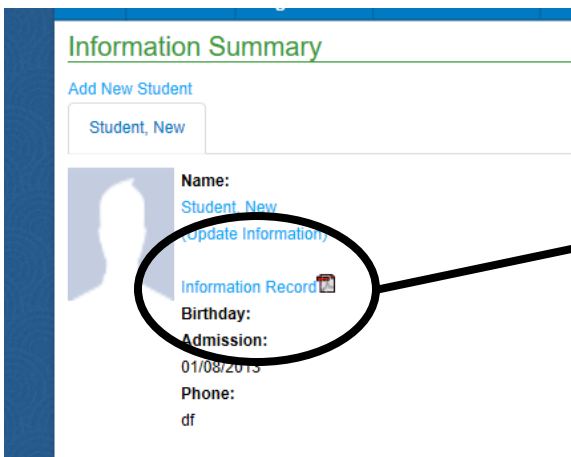 Information Summary
Add New Student
Student, New
Name:
Student, New
(Update Information)
Information Record
Birthday:
Admission:
01/08/2013
Phone:
df